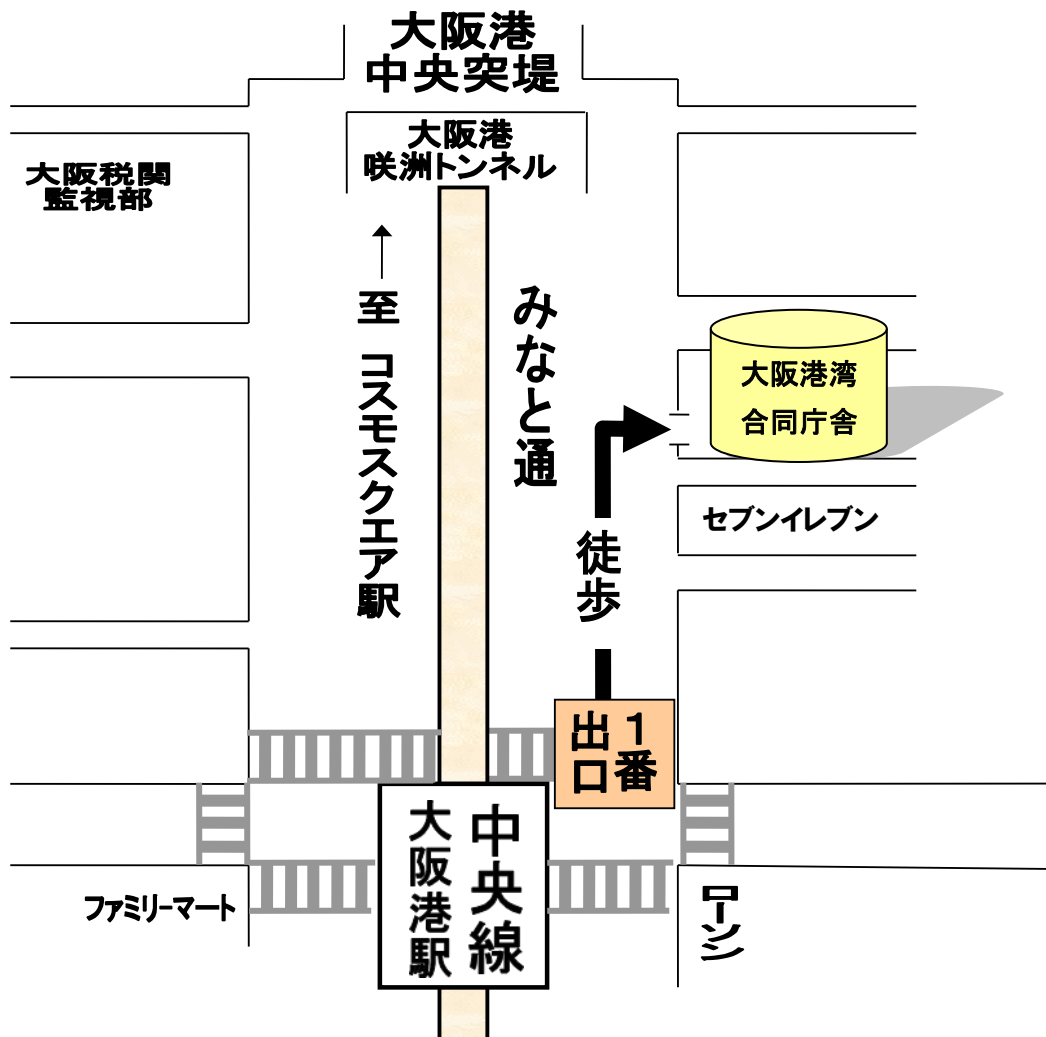 大阪港
中央突堤
大阪港
咲洲トンネル
大阪税関
監視部
至 コスモスクエア駅
みなと通
大阪港湾
合同庁舎
セブンイレブン
徒歩
1番
出口
中央線
大阪港駅
ファミリーマート
ローソン